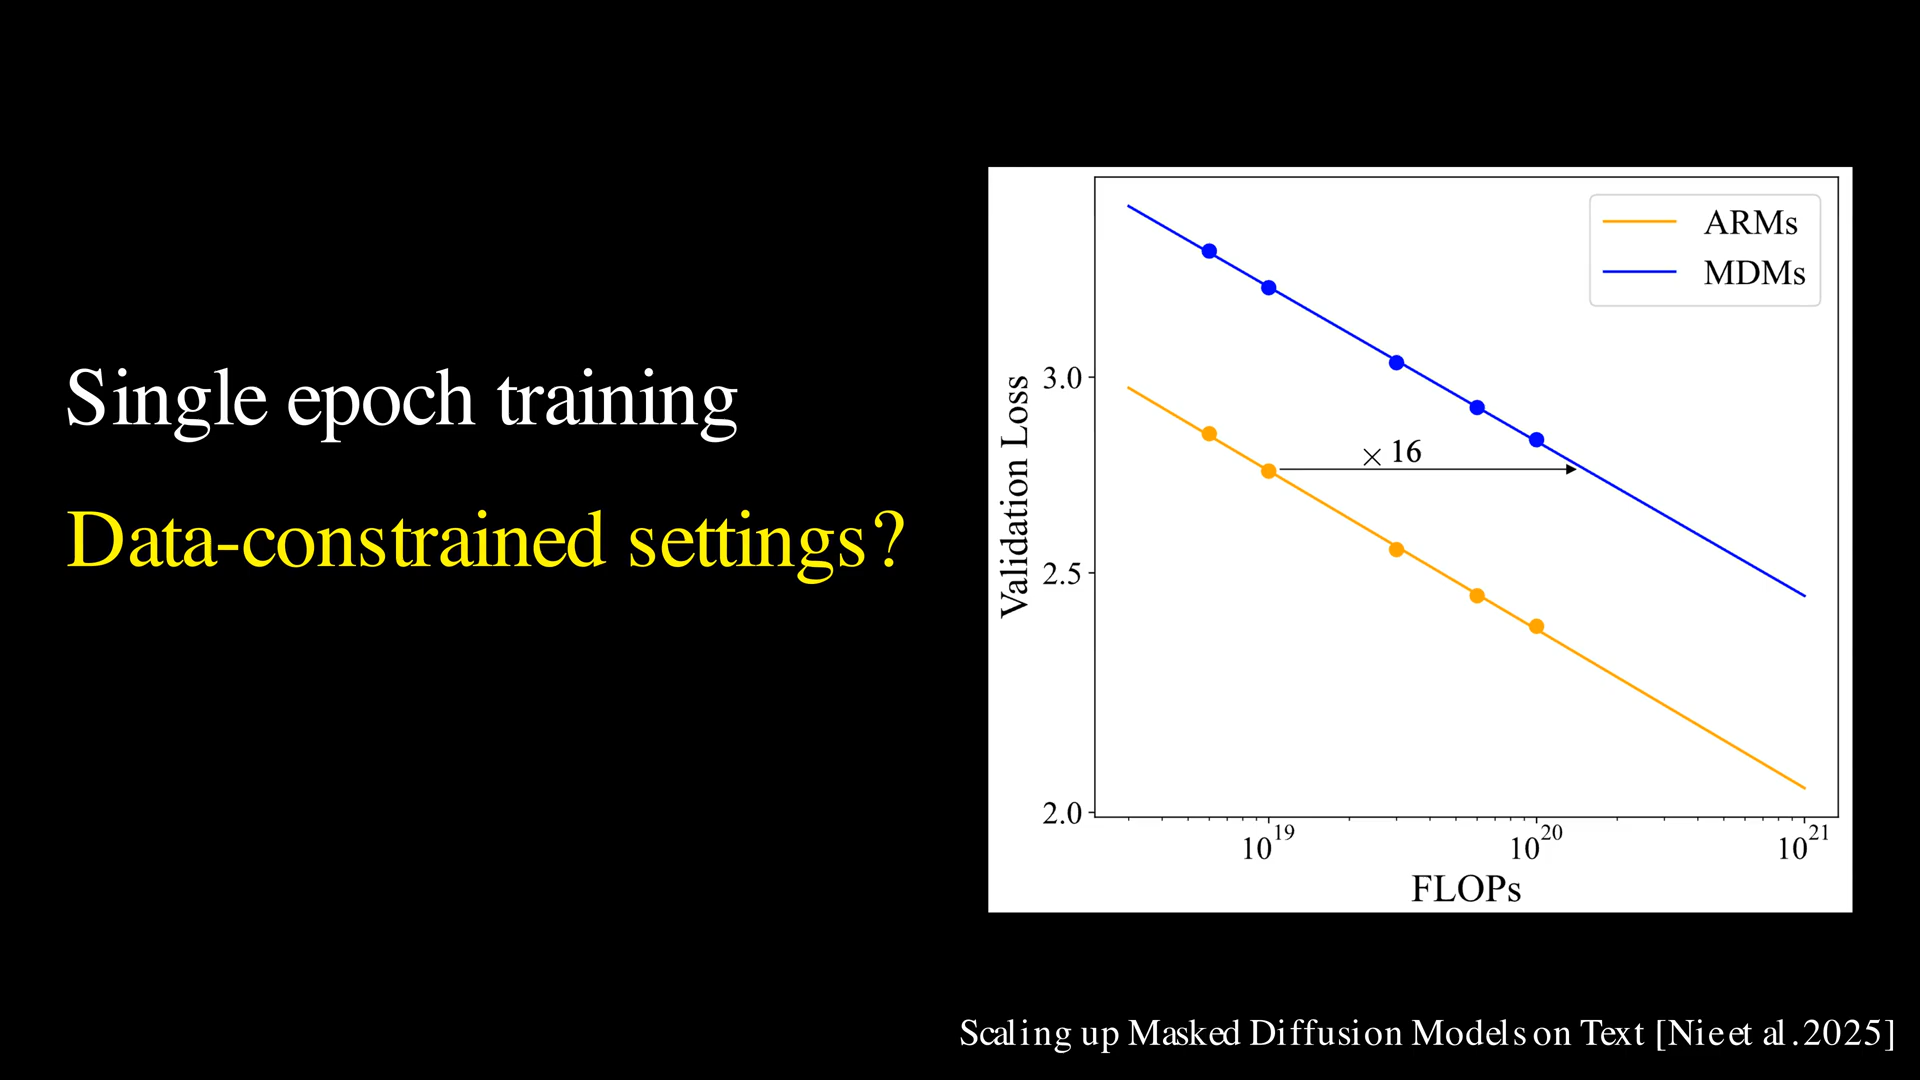 Single epoch training
Data-constrained settings?
ARMs
MDMs
× 16
Validation Loss
3.0
2.5
2.0
10^19
10^20
10^21
FLOPs
Scaling up Masked Diffusion Models on Text [Nie et al. 2025]